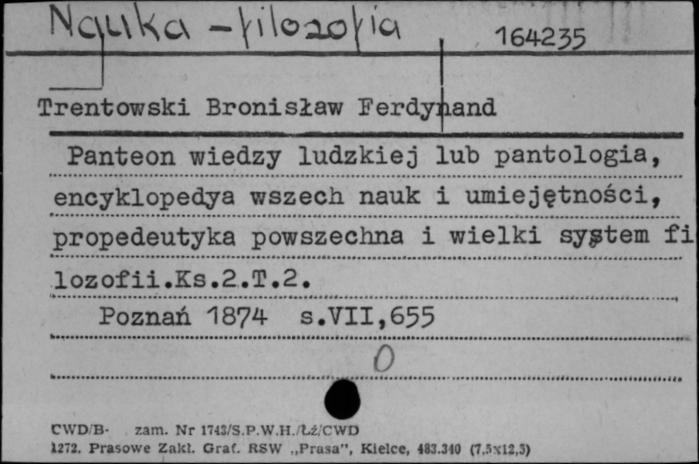 Nauka - filozofia 164235
Trentowski Bronisław Ferdynand
Panteon wiedzy ludzkiej lub pantologia,
encyklopedya wszech nauk i umiejętności,
propedeutyka powszechna i wielki system fi
lozofii.Ks.2.T.2.
Poznań 1874 s.VII,655
0
CWD/B- zam. Nr 1743/S.P.W.H./Łź/CWD
1272. Prasowe Zakł. Graf. RSW „Prasa", Kielce, 483.340 (7,5x12,5)